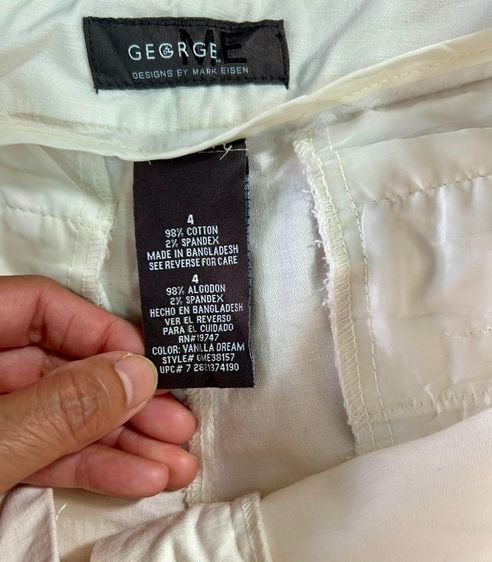 GEORGE ME
DESIGNS BY MARK EISEN
4
98% COTTON
2% SPANDEX
MADE IN BANGLADESH
SEE REVERSE FOR CARE
4
98% ALGODON
2% SPANDEX
HECHO EN BANGLADESH
VER EL REVERSO
PARA EL CUIDADO
RN#19747
COLOR: VANLLA DREAM
STYLE# GME38157
UPC# 7 2621374190